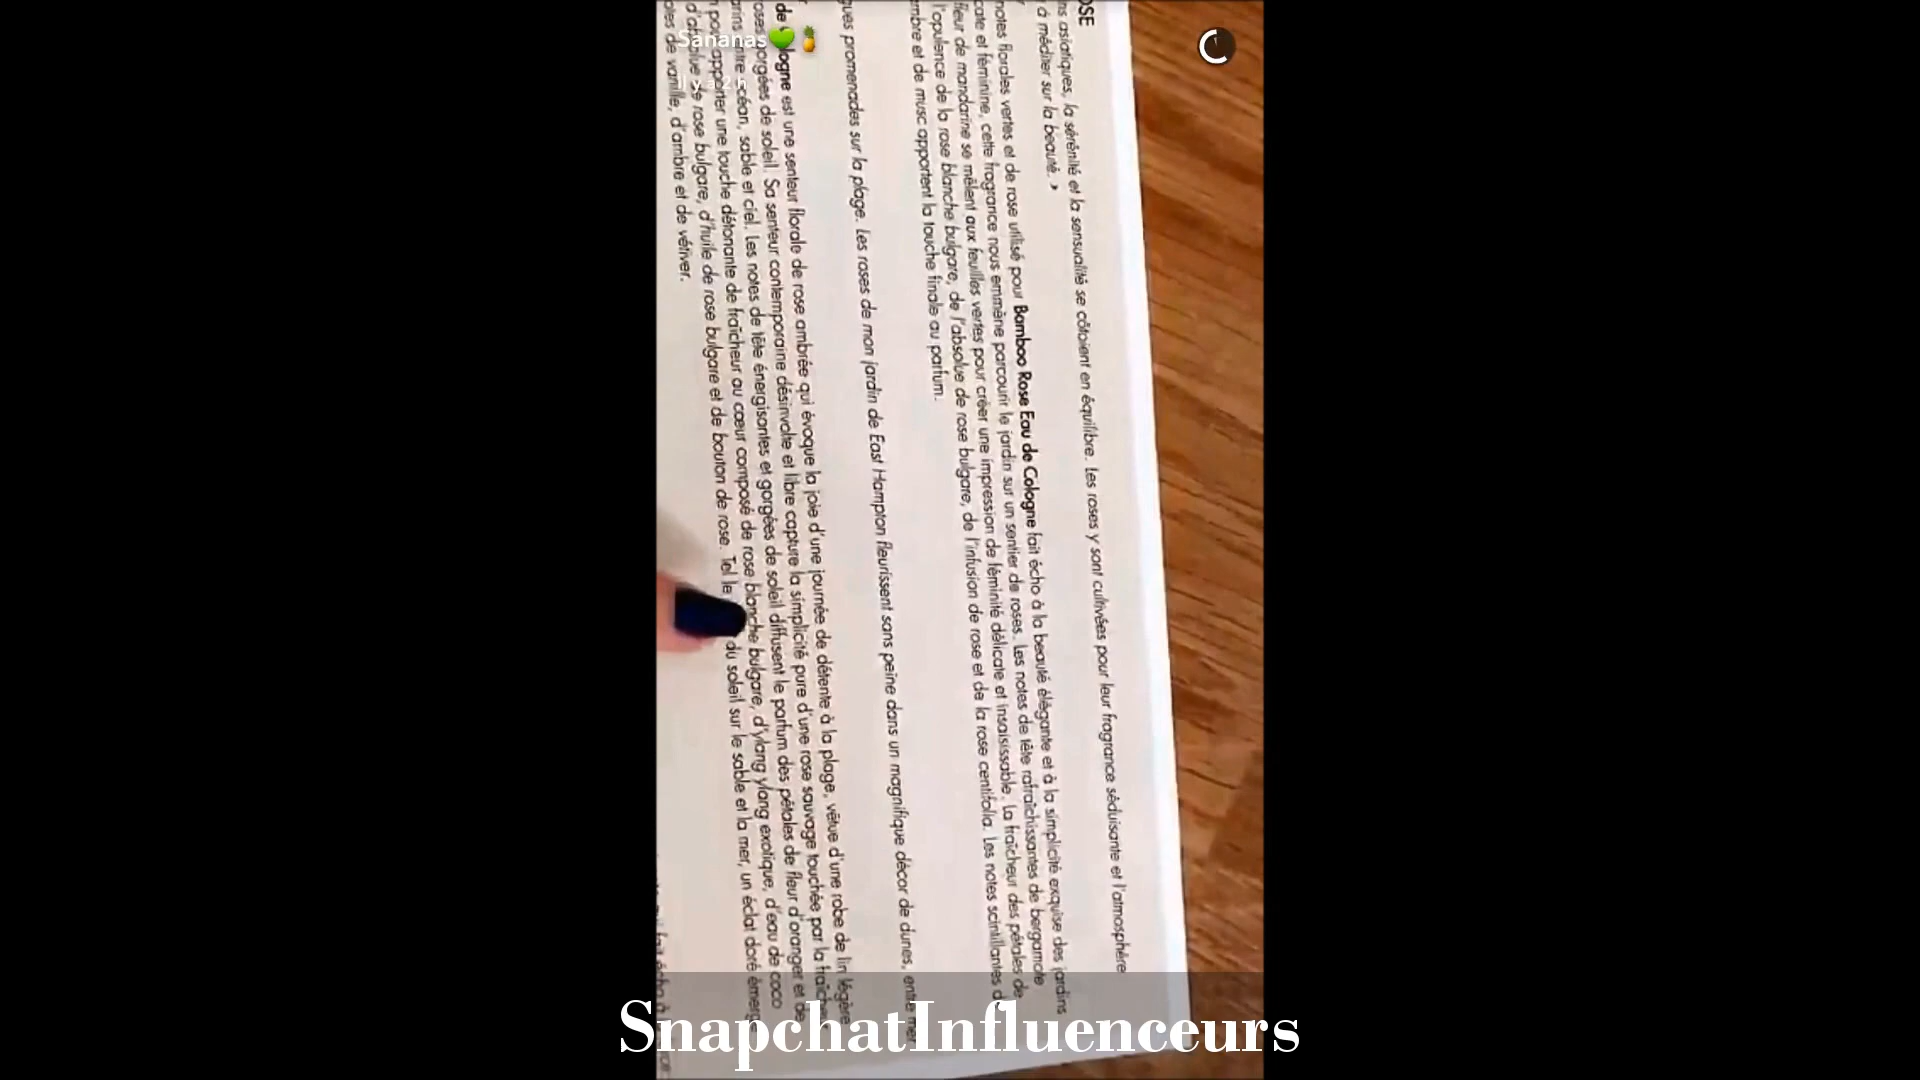 Sananas
OSE
ns asiatiques, la sérénité et la sensualité se côtoient en équilibre. Les roses y sont cultivées pour leur fragrance séduisante et l'atmosphère
à méditer sur la beauté. »
notes florales vertes et de rose utilisé pour Bamboo Rose Eau de Cologne fait écho à la beauté élégante et à la simplicité exquise des jardins
cate et féminine, cette fragrance nous emmène parcourir le jardin sur un sentier de roses. Les notes de tête rafraîchissantes de bergamote
fleur de mandarine se mêlent aux feuilles vertes pour créer une impression de féminité délicate et insaisissable. La fraîcheur des pétales de
l'opulence de la rose blanche bulgare, de l'absolue de rose bulgare, de l'infusion de rose et de la rose centifolia. Les notes scintillantes d
mbre et de musc apportent la touche finale au parfum.
gues promenades sur la plage. Les roses de mon jardin de East Hampton fleurissent sans peine dans un magnifique décor de dunes, entre mer
de logne est une senteur florale de rose ambrée qui évoque la joie d'une journée de détente à la plage, vêtue d'une robe de lin légère
oses gorgées de soleil. Sa senteur contemporaine désinvolte et libre capture la simplicité pure d'une rose sauvage touchée par la
arins entre océan, sable et ciel. Les notes de tête énergisantes et gorgées de soleil diffusent le parfum des pétales de fleur d'oranger et de
n pour apporter une touche détonante de fraîcheur au cœur composé de rose blanche bulgare, d'ylang ylang exotique, d'eau de coco
d'absolue de rose bulgare, d'huile de rose bulgare et de bouton de rose. Tel le du soleil sur le sable et la mer, un éclat doré émerge
otes de vanille, d'ambre et de vétiver.
SnapchatInfluenceurs